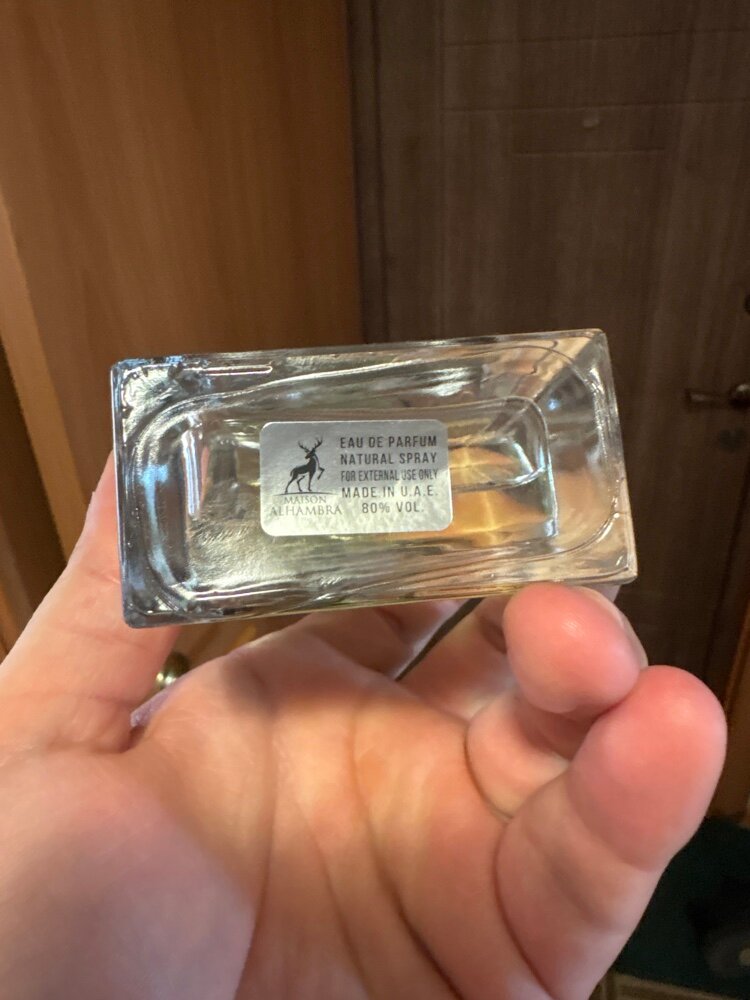 EAU DE PARFUM
NATURAL SPRAY
FOR EXTERNAL USE ONLY
MADE IN U.A.E.
80% VOL.
MAISON
ALHAMBRA